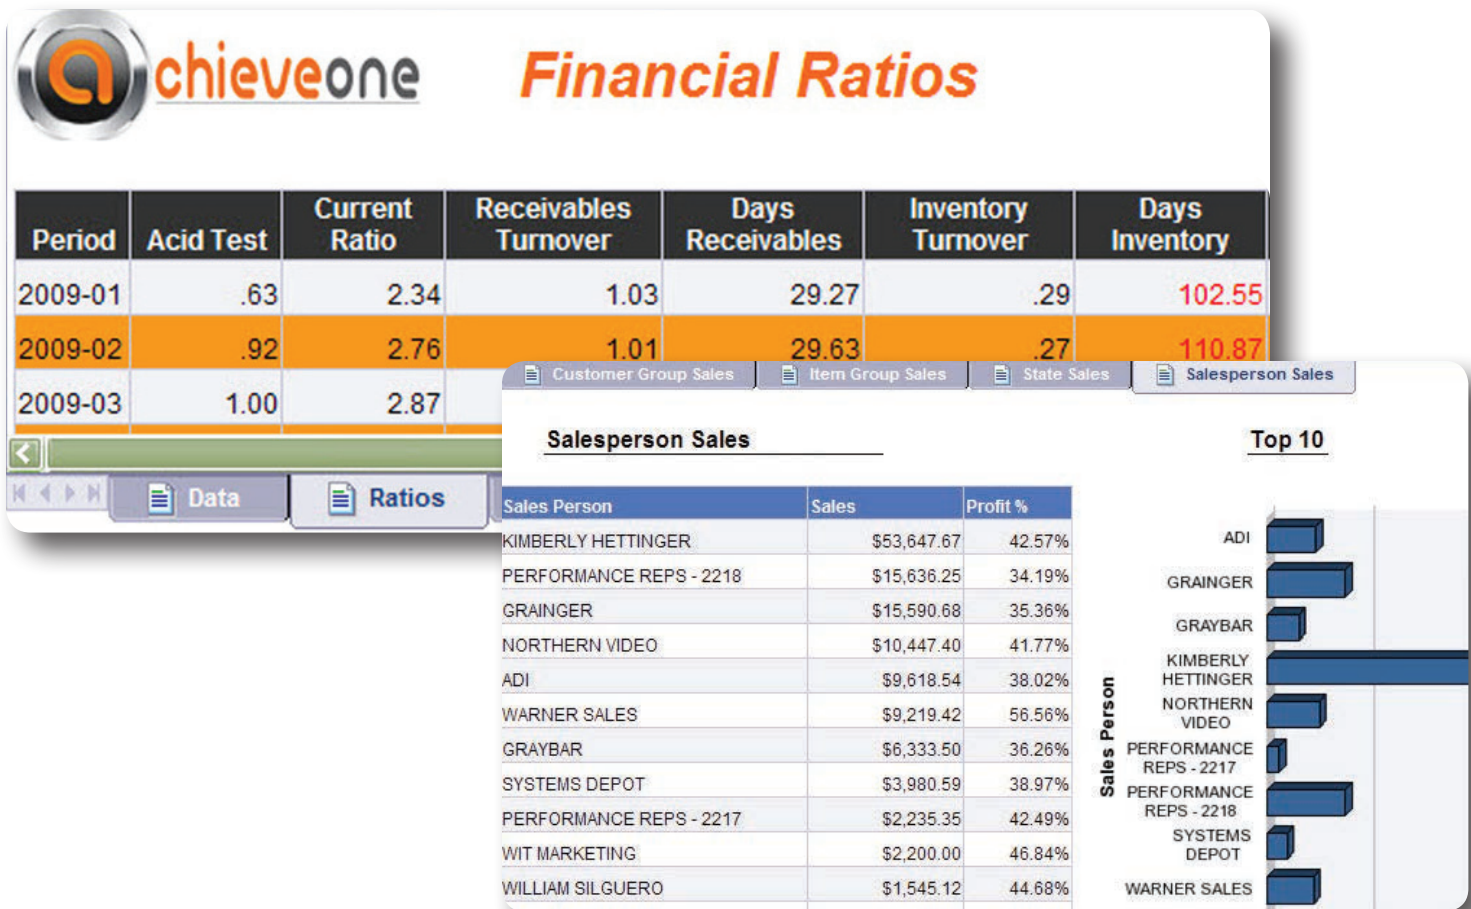 achieveone
Financial Ratios
Period Acid Test Current Ratio Receivables Turnover Days Receivables Inventory Turnover Days Inventory
2009-01 .63 2.34 1.03 29.27 .29 102.55
2009-02 .92 2.76 1.01 29.63 .27 110.87
2009-03 1.00 2.87
Data Ratios
Customer Group Sales Item Group Sales State Sales Salesperson Sales
Salesperson Sales
Sales Person Sales Profit %
KIMBERLY HETTINGER $53,647.67 42.57%
PERFORMANCE REPS - 2218 $15,636.25 34.19%
GRAINGER $15,590.68 35.36%
NORTHERN VIDEO $10,447.40 41.77%
ADI $9,618.54 38.02%
WARNER SALES $9,219.42 56.56%
GRAYBAR $6,333.50 36.26%
SYSTEMS DEPOT $3,980.59 38.97%
PERFORMANCE REPS - 2217 $2,235.35 42.49%
WIT MARKETING $2,200.00 46.84%
WILLIAM SILGUERO $1,545.12 44.68%
Top 10
Sales Person
ADI
GRAINGER
GRAYBAR
KIMBERLY
HETTINGER
NORTHERN
VIDEO
PERFORMANCE
REPS - 2217
PERFORMANCE
REPS - 2218
SYSTEMS
DEPOT
WARNER SALES